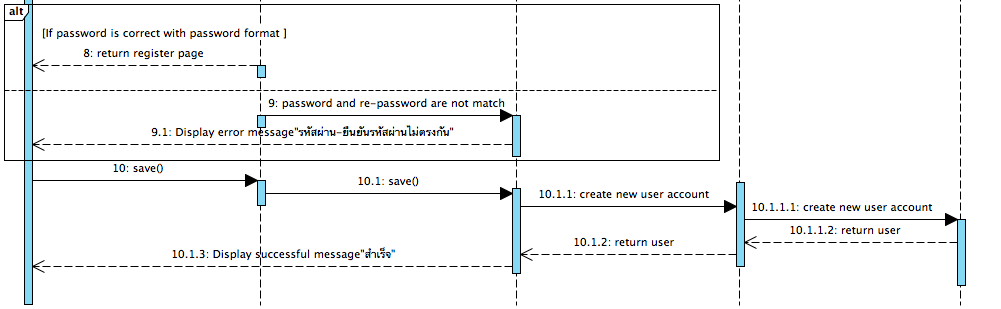 alt
[If password is correct with password format ]
8: return register page
9: password and re-password are not match
9.1: Display error message"รหัสผ่าน-ยืนยันรหัสผ่านไม่ตรงกัน"
10: save()
10.1: save()
10.1.1: create new user account
10.1.1.1: create new user account
10.1.1.2: return user
10.1.2: return user
10.1.3: Display successful message"สำเร็จ"